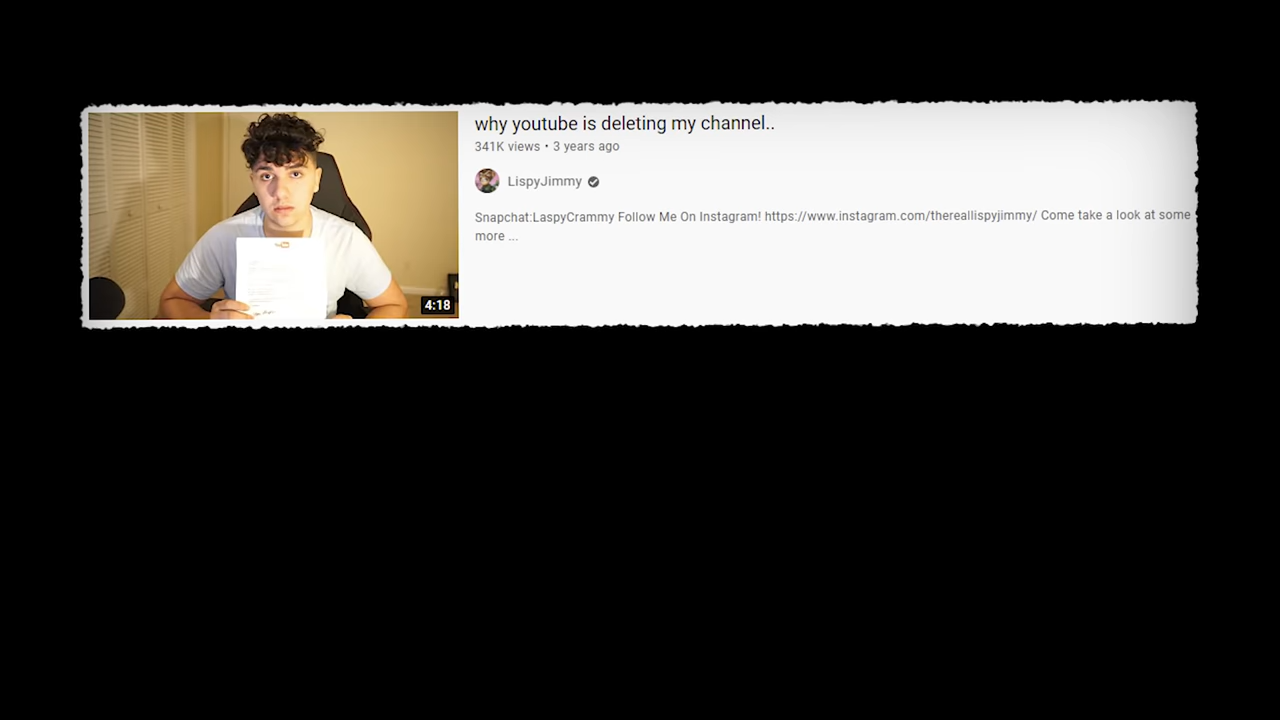 why youtube is deleting my channel..
341K views • 3 years ago
LispyJimmy
Snapchat:LaspyCrammy Follow Me On Instagram! https://www.instagram.com/thereallispyjimmy/ Come take a look at some
more ...
4:18